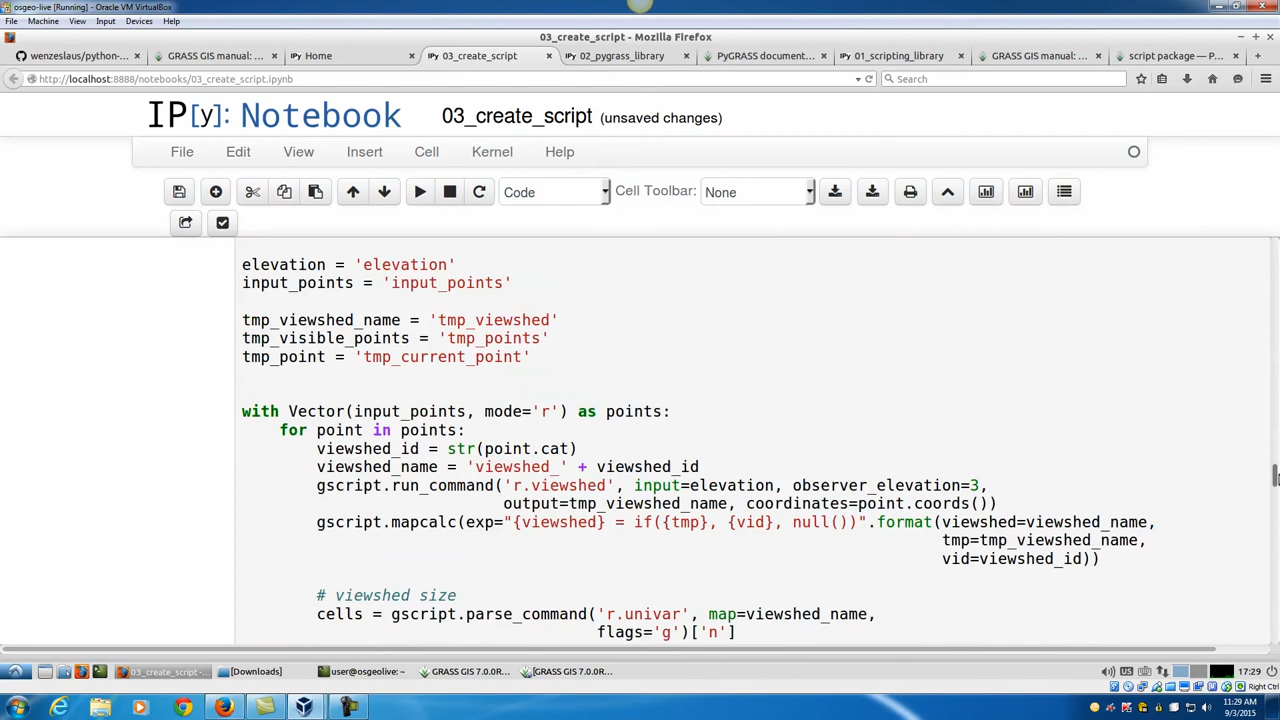 osgeo-live [Running] - Oracle VM VirtualBox
File Machine View Input Devices Help
03_create_script - Mozilla Firefox
wenzeslaus/python-... GRASS GIS manual: ... IPy Home 03_create_script IPy 02_pygrass_library PyGRASS document... IPy 01_scripting_library GRASS GIS manual: ... script package — P...
http://localhost:8888/notebooks/03_create_script.ipynb Search
IP[y]: Notebook 03_create_script (unsaved changes)
File Edit View Insert Cell Kernel Help
Code Cell Toolbar: None
elevation = 'elevation'
input_points = 'input_points'
tmp_viewshed_name = 'tmp_viewshed'
tmp_visible_points = 'tmp_points'
tmp_point = 'tmp_current_point'
with Vector(input_points, mode='r') as points:
for point in points:
viewshed_id = str(point.cat)
viewshed_name = 'viewshed_' + viewshed_id
gscript.run_command('r.viewshed', input=elevation, observer_elevation=3,
output=tmp_viewshed_name, coordinates=point.coords())
gscript.mapcalc(exp="{viewshed} = if({tmp}, {vid}, null())".format(viewshed=viewshed_name,
tmp=tmp_viewshed_name,
vid=viewshed_id))
# viewshed size
cells = gscript.parse_command('r.univar', map=viewshed_name,
flags='g')['n']
03_create_script -... [Downloads] user@osgeolive: ~ GRASS GIS 7.0.0R... [GRASS GIS 7.0.0R... US 17:29
Right Ctrl
11:29 AM
9/3/2015